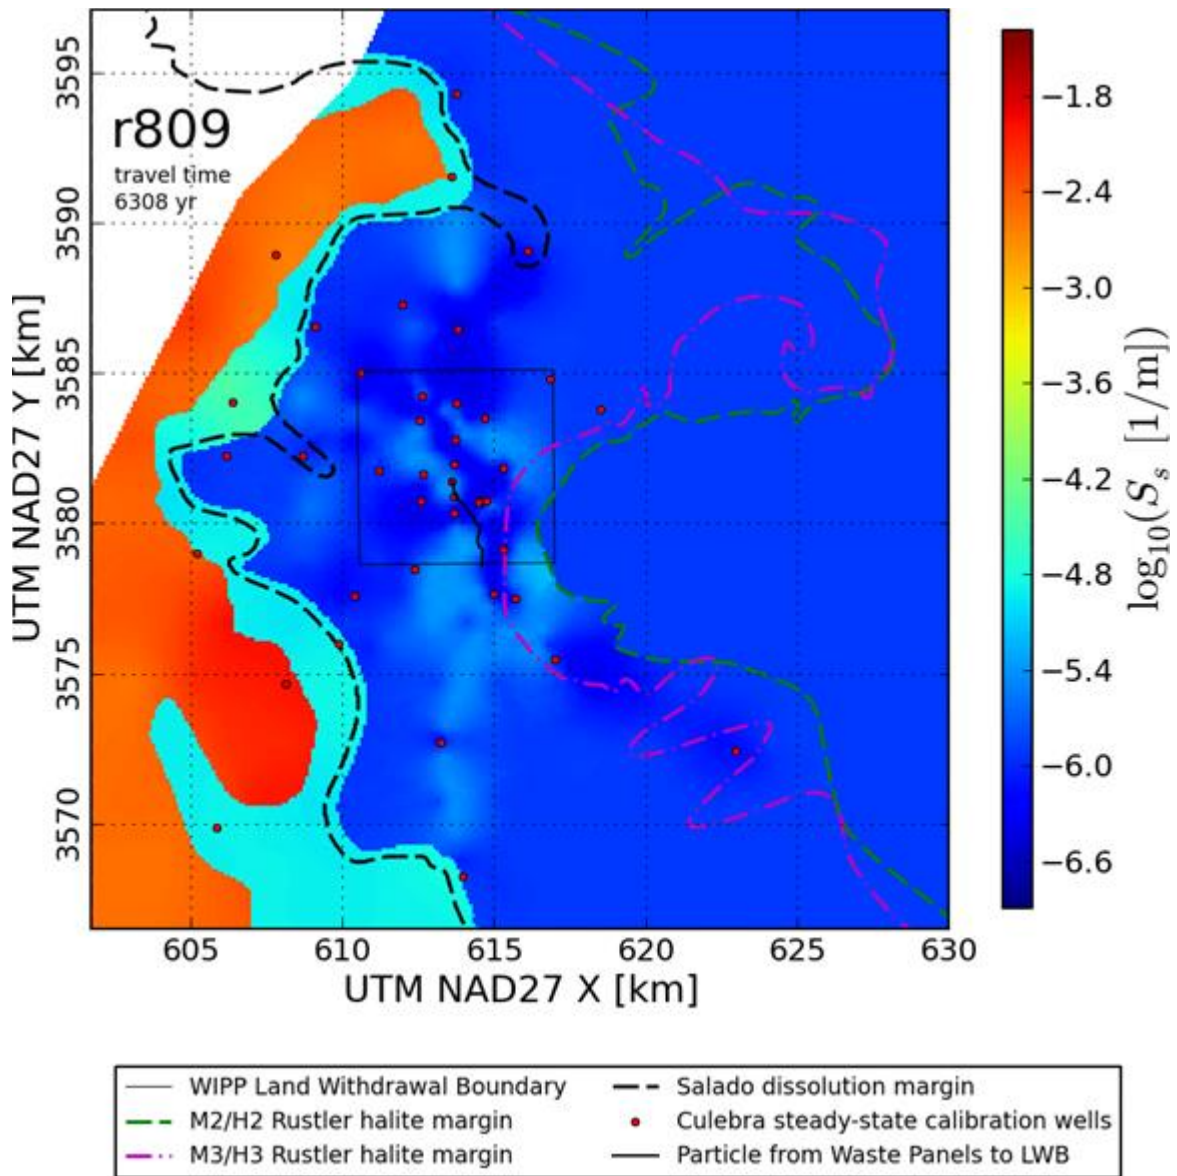 r809
travel time
6308 yr
3595
3590
3585
3580
3575
3570
UTM NAD27 Y [km]
605 610 615 620 625 630
UTM NAD27 X [km]
−1.8
−2.4
−3.0
−3.6
−4.2
−4.8
−5.4
−6.0
−6.6
log10(Ss [1/m])
WIPP Land Withdrawal Boundary
M2/H2 Rustler halite margin
M3/H3 Rustler halite margin
Salado dissolution margin
Culebra steady-state calibration wells
Particle from Waste Panels to LWB